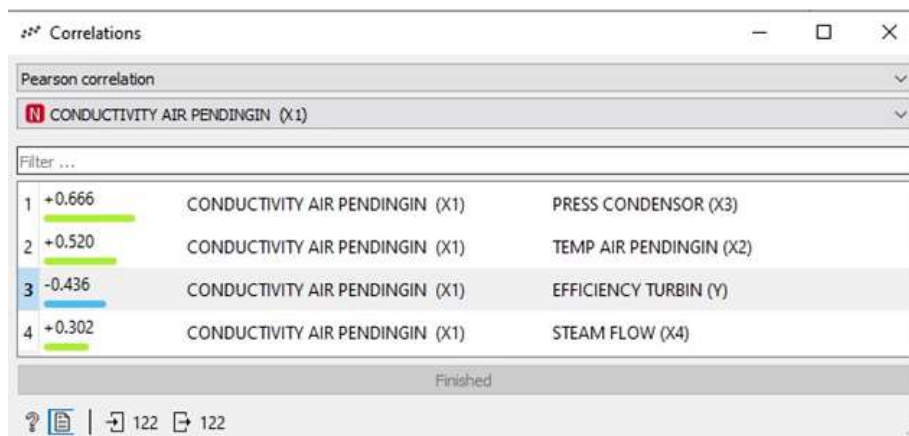 Correlations
Pearson correlation
N CONDUCTIVITY AIR PENDINGIN (X1)
Filter ...
1 +0.666 CONDUCTIVITY AIR PENDINGIN (X1) PRESS CONDENSOR (X3)
2 +0.520 CONDUCTIVITY AIR PENDINGIN (X1) TEMP AIR PENDINGIN (X2)
3 -0.436 CONDUCTIVITY AIR PENDINGIN (X1) EFFICIENCY TURBIN (Y)
4 +0.302 CONDUCTIVITY AIR PENDINGIN (X1) STEAM FLOW (X4)
Finished
? | 122 122